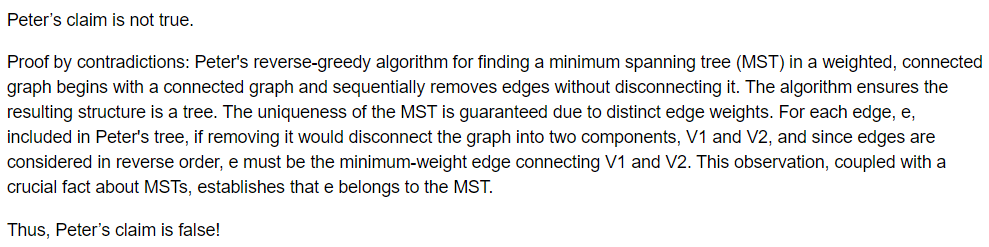 Peter’s claim is not true.
Proof by contradictions: Peter's reverse-greedy algorithm for finding a minimum spanning tree (MST) in a weighted, connected
graph begins with a connected graph and sequentially removes edges without disconnecting it. The algorithm ensures the
resulting structure is a tree. The uniqueness of the MST is guaranteed due to distinct edge weights. For each edge, e,
included in Peter's tree, if removing it would disconnect the graph into two components, V1 and V2, and since edges are
considered in reverse order, e must be the minimum-weight edge connecting V1 and V2. This observation, coupled with a
crucial fact about MSTs, establishes that e belongs to the MST.
Thus, Peter’s claim is false!